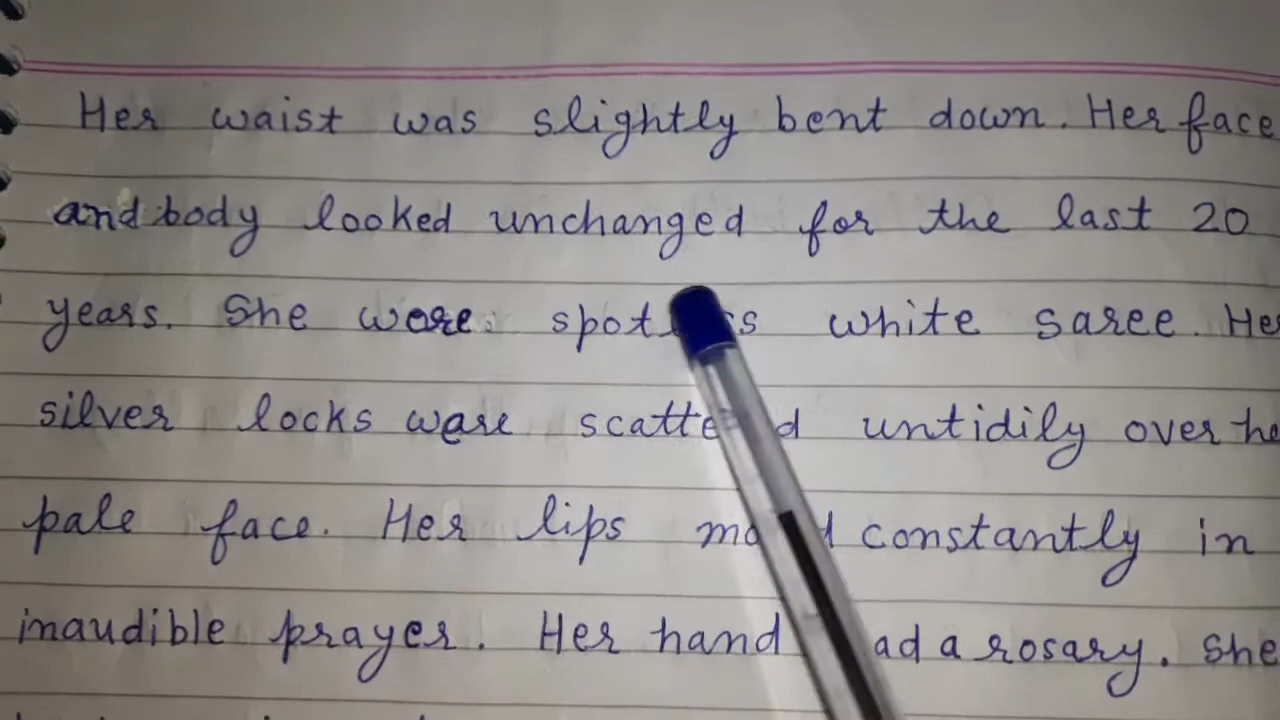 Her waist was slightly bent down. Her face
and body looked unchanged for the last 20
years. She wore white saree.
silver locks were untidily over
pale face. Her lips constantly in
inaudible prayer. Her hand a rosary. She